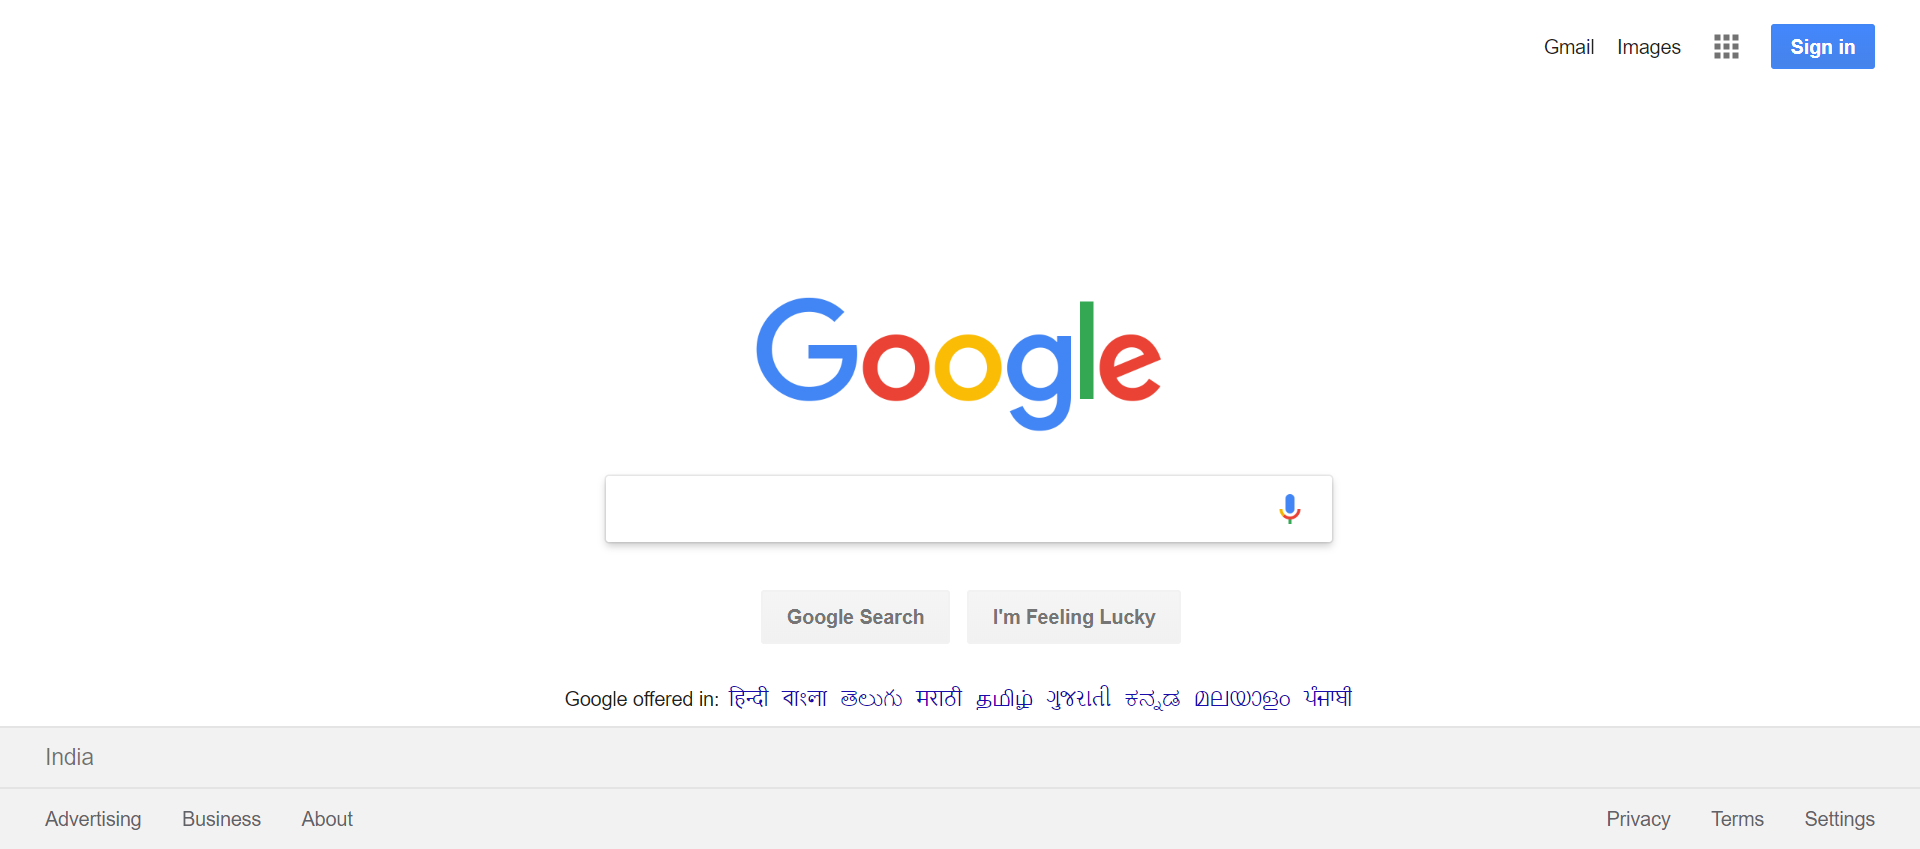 Gmail Images Sign in
Google
Google Search I'm Feeling Lucky
Google offered in: हिन्दी বাংলা తెలుగు मराठी தமிழ் ગુજરાતી ಕನ್ನಡ മലയാളം ਪੰਜਾਬੀ
India
Advertising Business About Privacy Terms Settings